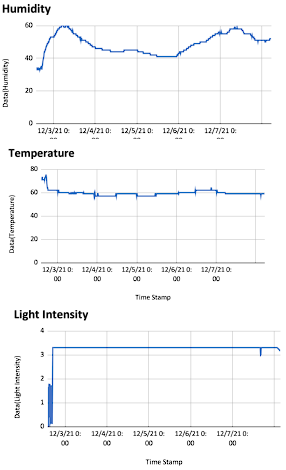 Humidity
60
40
20
0
Data(Humidity)
12/3/21 0: 12/4/21 0: 12/5/21 0: 12/6/21 0: 12/7/21 0:
Temperature
80
60
40
20
0
Data(Temperature)
12/3/21 0: 12/4/21 0: 12/5/21 0: 12/6/21 0: 12/7/21 0:
00 00 00 00 00
Time Stamp
Light Intensity
4
3
2
1
0
Data(Light Intensity)
12/3/21 0: 12/4/21 0: 12/5/21 0: 12/6/21 0: 12/7/21 0:
00 00 00 00 00
Time Stamp